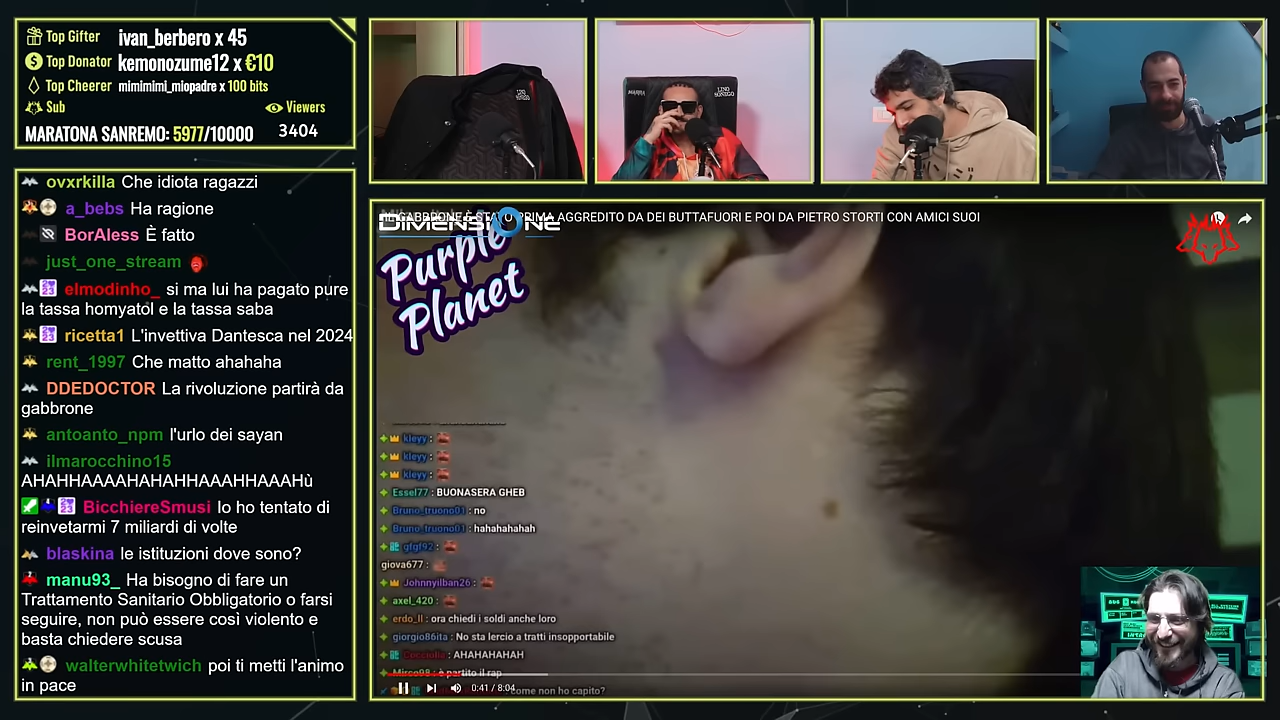 Top Gifter ivan_berbero x 45
Top Donator kemonozume12 x €10
Top Cheerer mimimimi_miopadre x 100 bits
Sub Viewers
MARATONA SANREMO: 5977/10000 3404
ovxrkilla Che idiota ragazzi
a_bebs Ha ragione
BorAless È fatto
just_one_stream
elmodinho_ si ma lui ha pagato pure
la tassa homyatol e la tassa saba
ricetta1 L'invettiva Dantesca nel 2024
rent_1997 Che matto ahahaha
DDEDOCTOR La rivoluzione partirà da
gabbrone
antoanto_npm l'urlo dei sayan
ilmarocchino15
AHAHHAAAAHAHAHHAAAHHAAAHù
BicchiereSmusi Io ho tentato di
reinvetarmi 7 miliardi di volte
blaskina le istituzioni dove sono?
manu93_ Ha bisogno di fare un
Trattamento Sanitario Obbligatorio o farsi
seguire, non può essere così violento e
basta chiedere scusa
walterwhitetwich poi ti metti l'animo
in pace
GABBRONE È STATO PRIMA AGGREDITO DA DEI BUTTAFUORI E POI DA PIETRO STORTI CON AMICI SUOI
DIMENSIONE
Purple
Planet
kleyy :
kleyy :
kleyy :
Essel77 : BUONASERA GHEB
Bruno_truono01 : no
Bruno_truono01 : hahahahahah
gfgf92 :
giova677 :
Johnnyilban26 :
axel_420 :
erdo_ll : ora chiedi i soldi anche loro
giorgio86ita : No sta lercio a tratti insopportabile
Cocciulla : AHAHAHAHAH
Mirco98 : è partito il rap
come non ho capito?
0:41 / 8:04